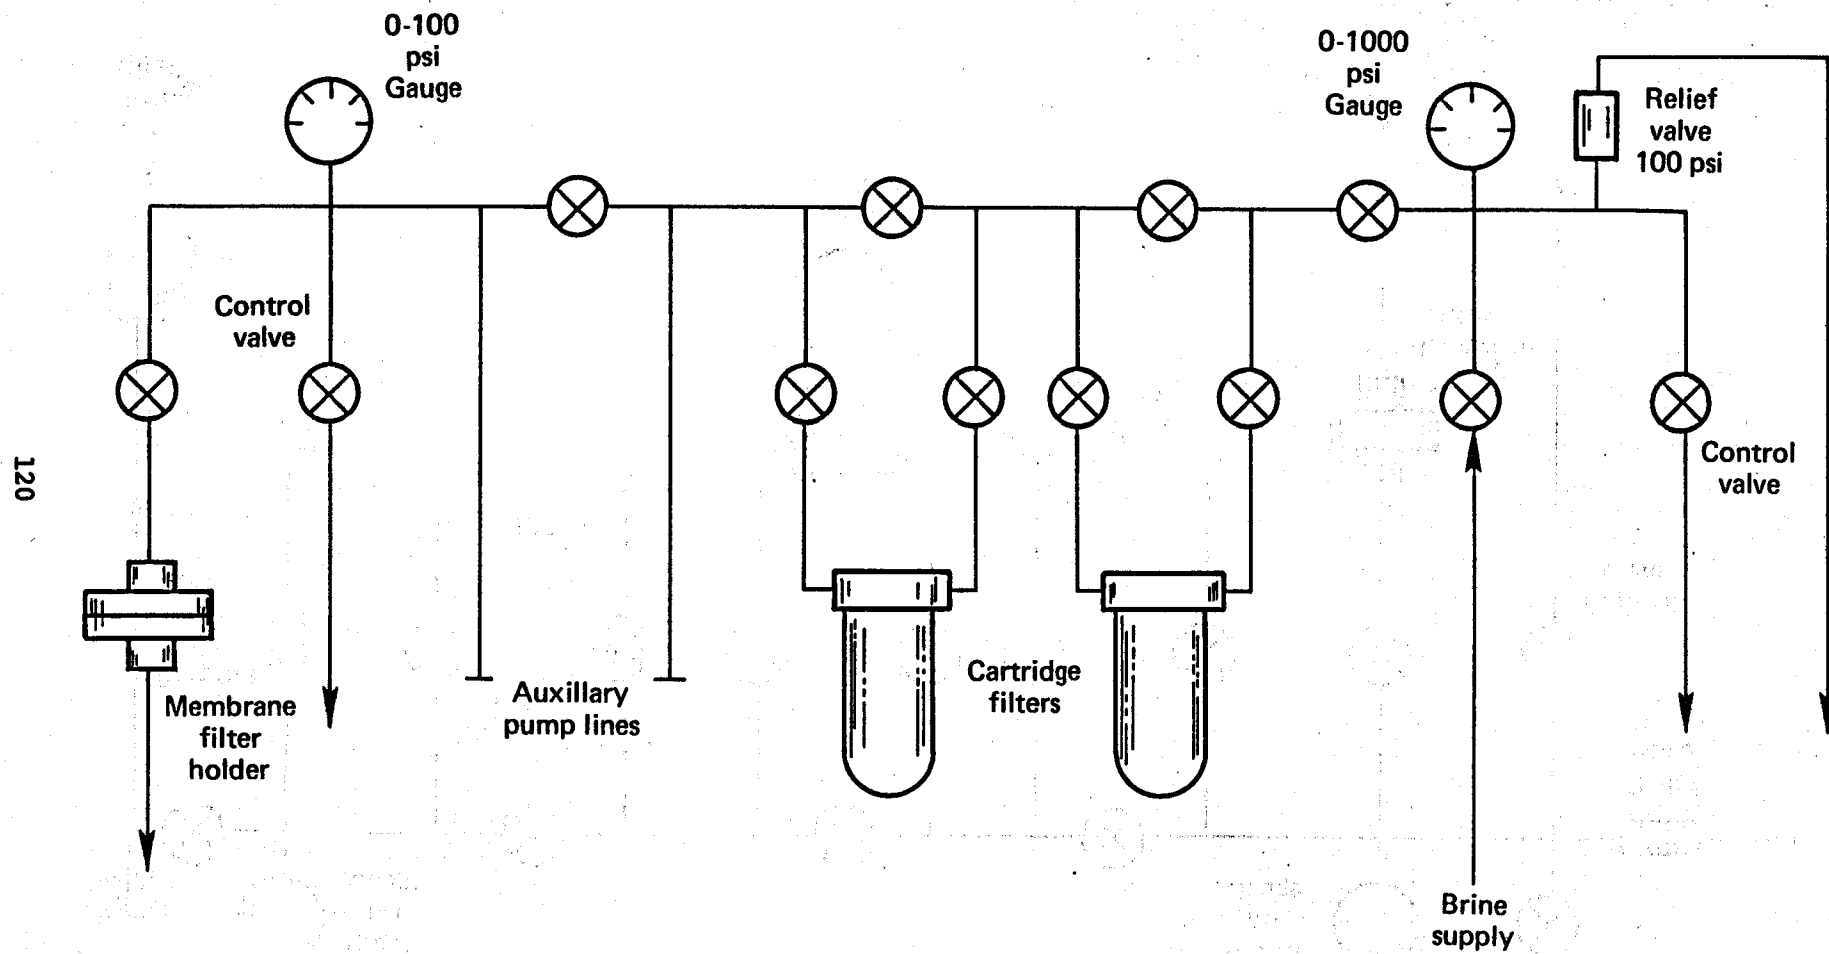 0-100
psi
Gauge
0-1000
psi
Gauge
Relief
valve
100 psi
Control
valve
Control
valve
120
Cartridge
filters
Auxillary
pump lines
Membrane
filter
holder
Brine
supply